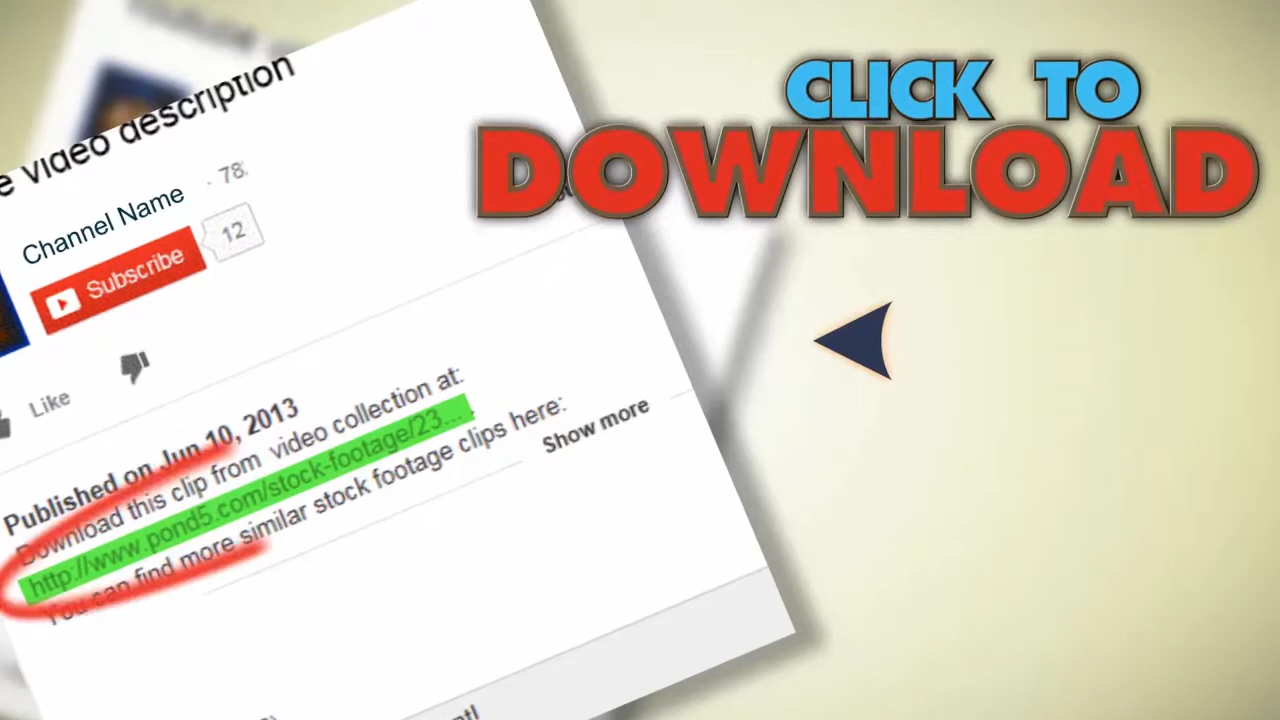 CLICK TO
DOWNLOAD
e video description
Channel Name
· 78
Subscribe
12
Like
Published on Jun 10, 2013
Download this clip from video collection at:
http://www.pond5.com/stock-footage/23...
You can find more similar stock footage clips here:
Show more